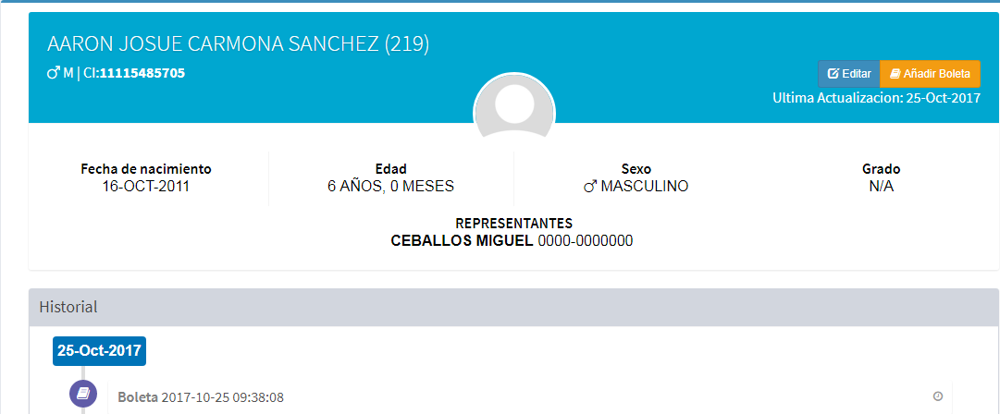 AARON JOSUE CARMONA SANCHEZ (219)
♂ M | CI:11115485705
Editar Añadir Boleta
Ultima Actualizacion: 25-Oct-2017
Fecha de nacimiento Edad Sexo Grado
16-OCT-2011 6 AÑOS, 0 MESES ♂ MASCULINO N/A
REPRESENTANTES
CEBALLOS MIGUEL 0000-0000000
Historial
25-Oct-2017
Boleta 2017-10-25 09:38:08